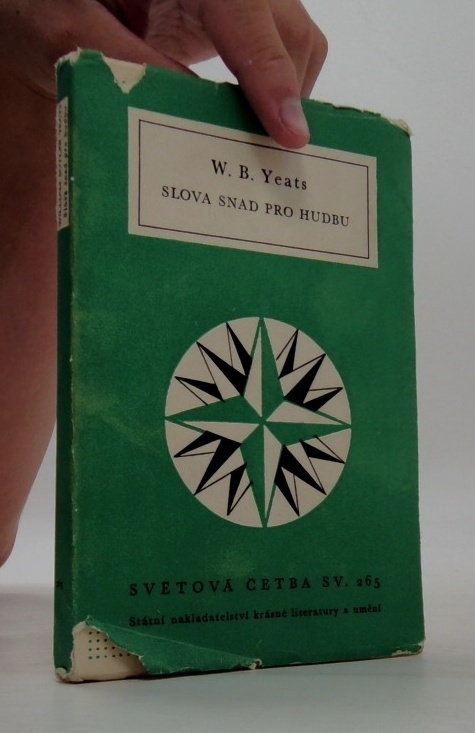 W. B. Yeats
SLOVA SNAD PRO HUDBU
SVĚTOVÁ ČETBA SV. 265
Státní nakladatelství krásné literatury a umění